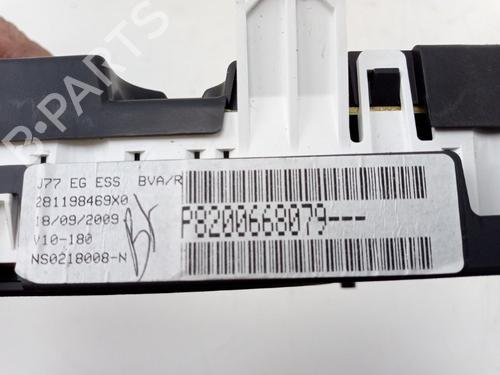 B-PARTS
J77 EG ESS BVA/R
281198469X0
18/09/2009
V10-180
NS0218008-N
P8200668079---